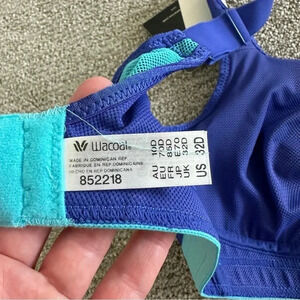 Wacoal
MADE IN DOMINICAN REP.
FABRIQUE EN REP. DOMINICAINE
HECHO EN REP. DOMINICANA
852218
AU 10D
EU 70D
FR 85D
JP E70
UK 32D
US 32D